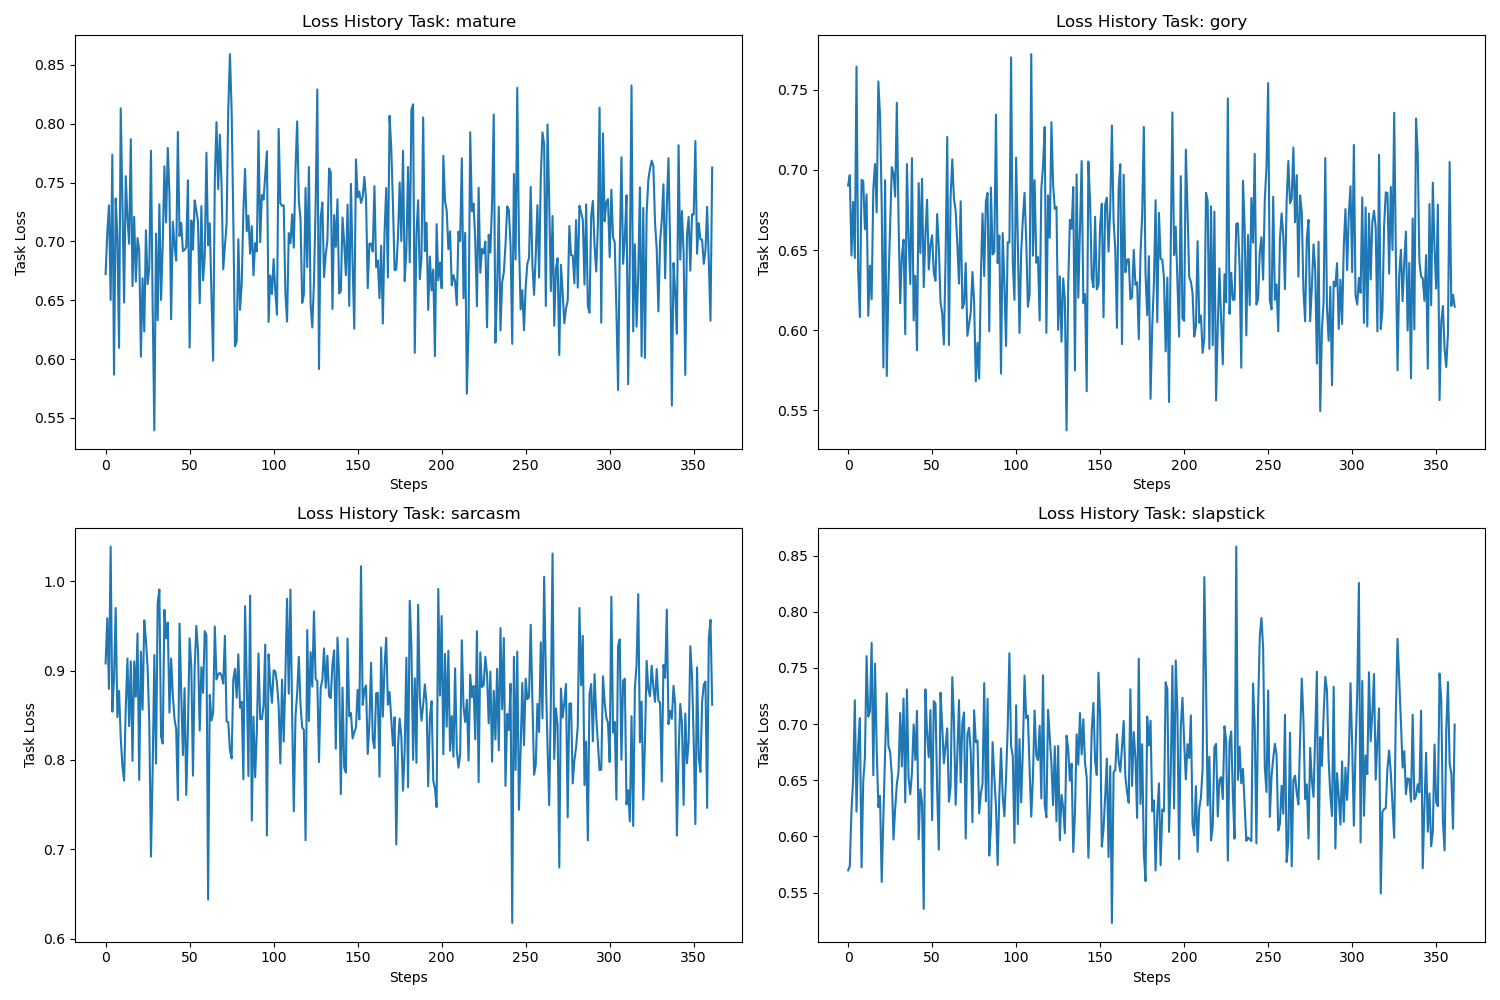 Loss History Task: mature
Task Loss
0.85
0.80
0.75
0.70
0.65
0.60
0.55
0 50 100 150 200 250 300 350
Steps
Loss History Task: gory
Task Loss
0.75
0.70
0.65
0.60
0.55
0 50 100 150 200 250 300 350
Steps
Loss History Task: sarcasm
Task Loss
1.0
0.9
0.8
0.7
0.6
0 50 100 150 200 250 300 350
Steps
Loss History Task: slapstick
Task Loss
0.85
0.80
0.75
0.70
0.65
0.60
0.55
0 50 100 150 200 250 300 350
Steps